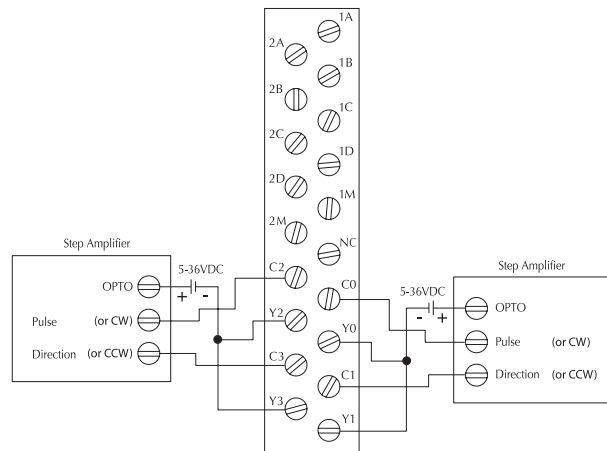 1A
2A
1B
2B
1C
2C
1D
2D
1M
2M
NC
Step Amplifier
5-36VDC
C2
OPTO
+ -
Pulse (or CW)
Direction (or CCW)
Y2
C3
Y3
C0
Y0
C1
Y1
5-36VDC
- +
Step Amplifier
OPTO
Pulse (or CW)
Direction (or CCW)